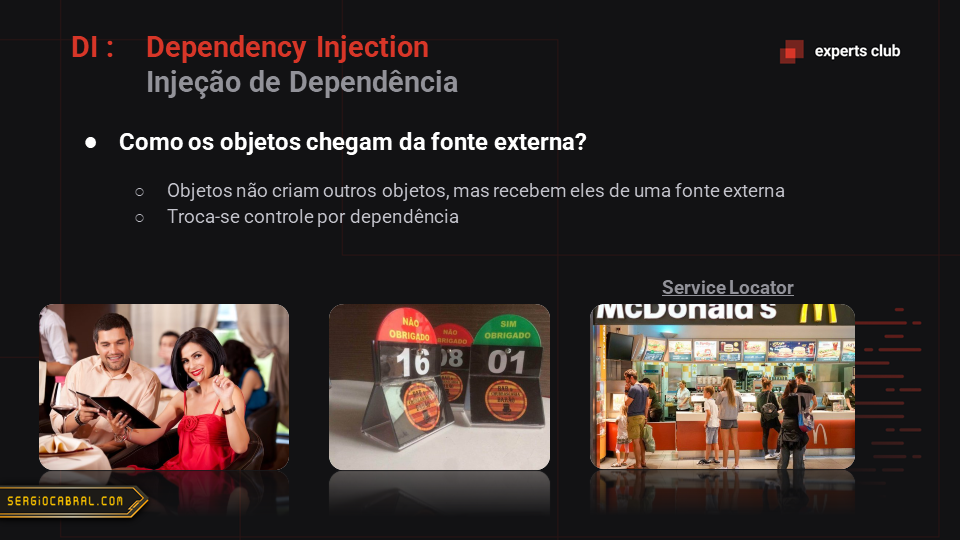 DI : Dependency Injection
Injeção de Dependência
experts club
● Como os objetos chegam da fonte externa?
○ Objetos não criam outros objetos, mas recebem eles de uma fonte externa
○ Troca-se controle por dependência
Service Locator
McDonald's
NÃO
OBRIGADO
16
NÃO
OBRIGADO
08
SIM
OBRIGADO
01
SERGIOCABRAL.COM